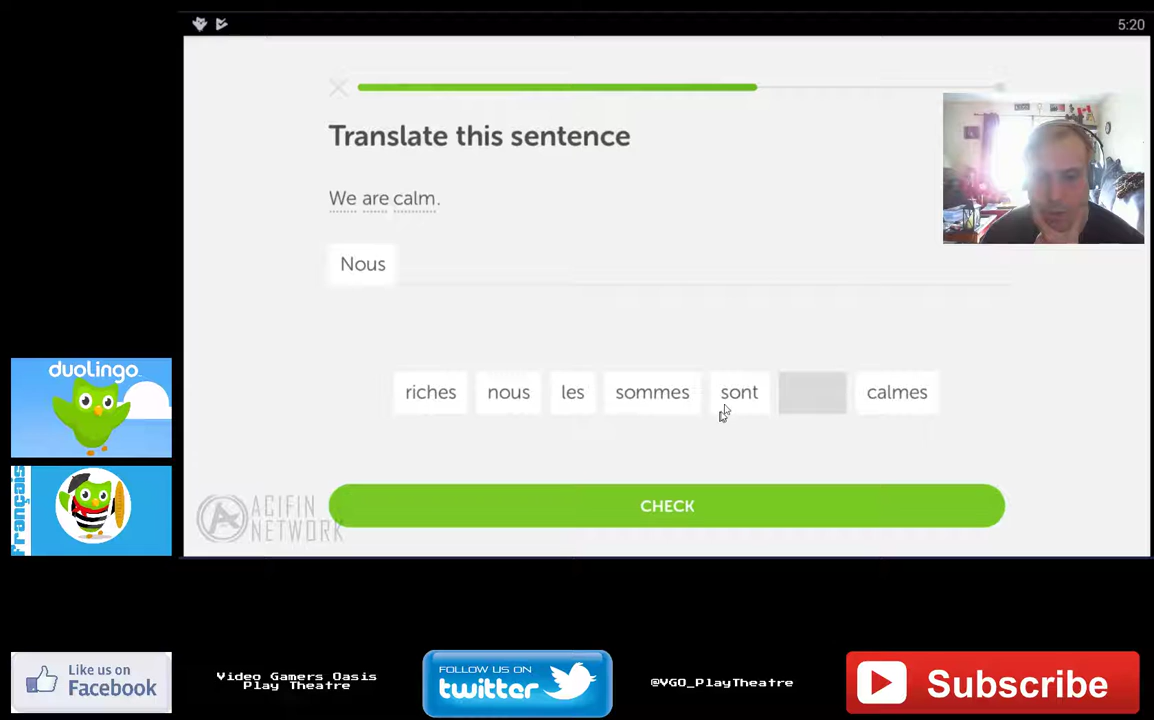 5:20
Translate this sentence
We are calm.
Nous
riches nous les sommes sont calmes
CHECK
ACIFIN
NETWORK
duolingo
Français
Like us on
Facebook
Video Gamers Oasis
Play Theatre
FOLLOW US ON
twitter
@VGO_PlayTheatre
Subscribe